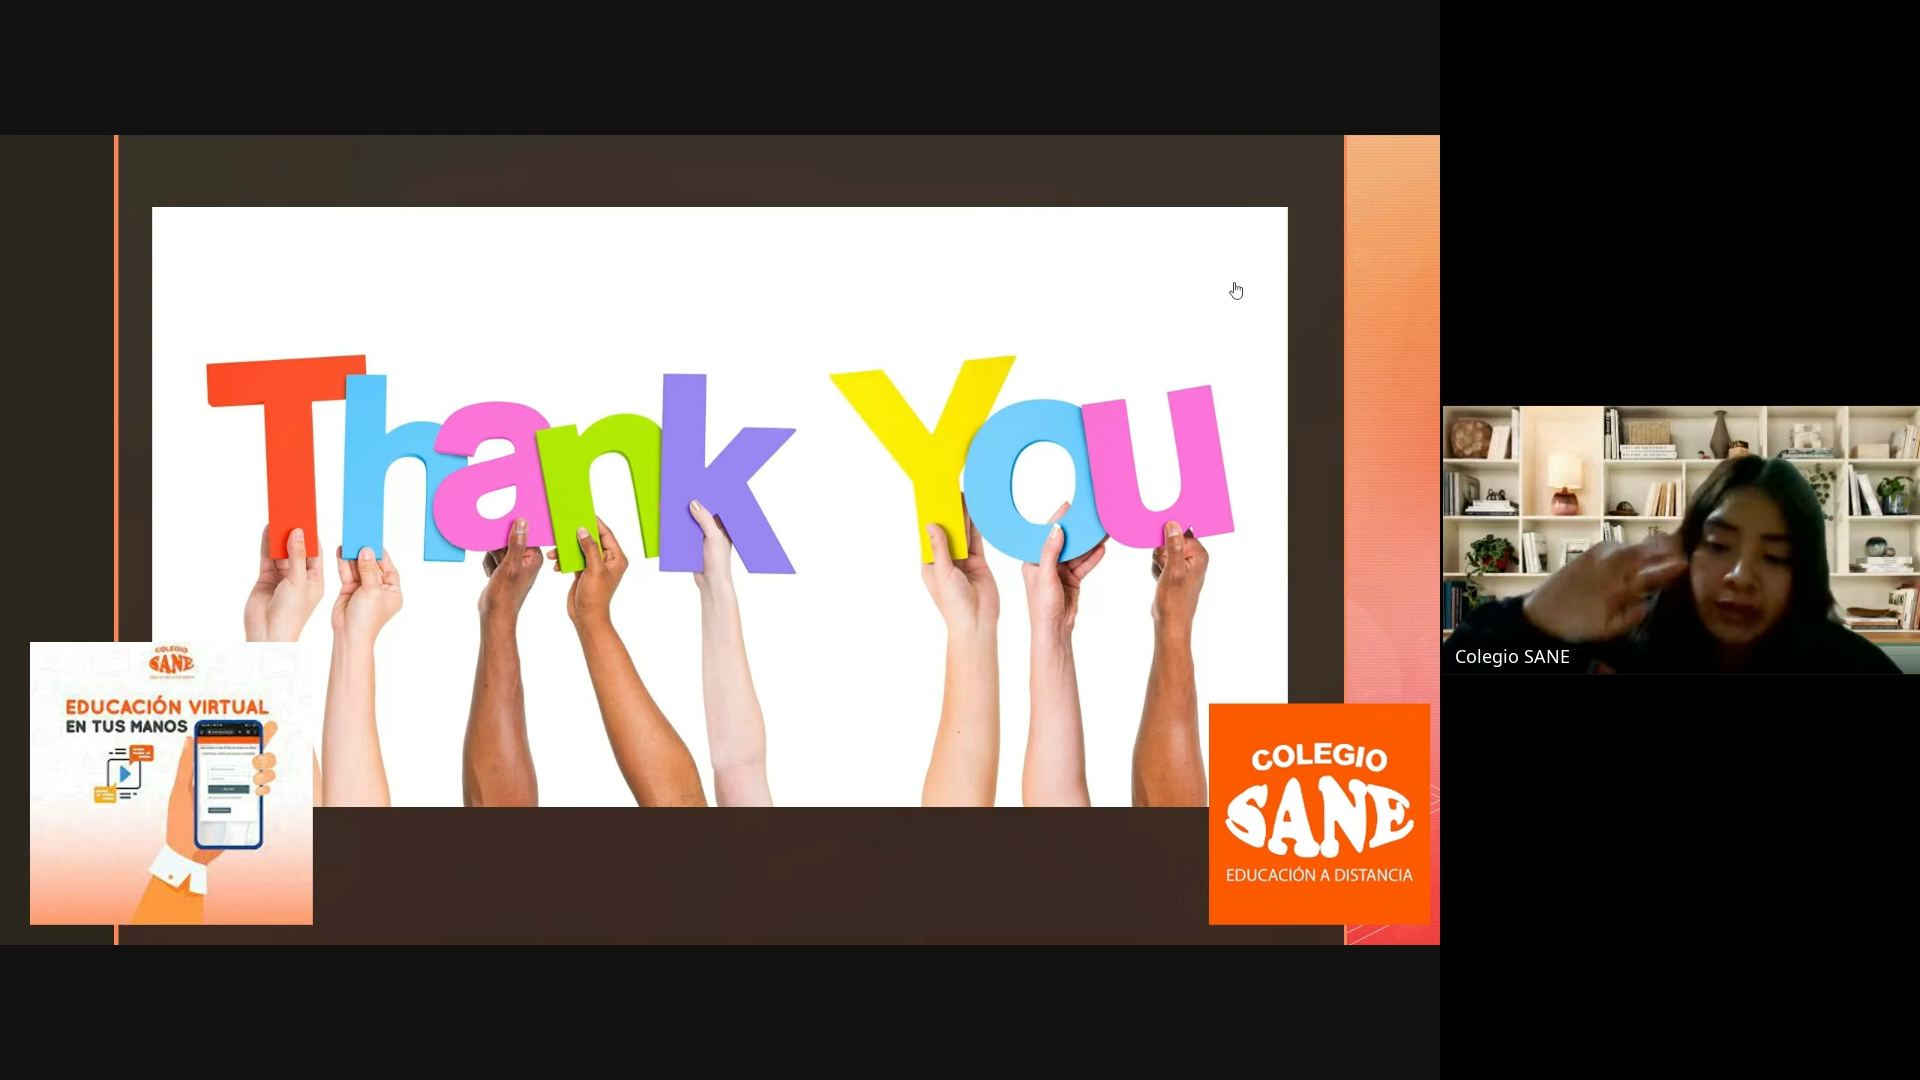 Thank You
COLEGIO
SANE
EDUCACIÓN VIRTUAL
EN TUS MANOS
COLEGIO
SANE
EDUCACIÓN A DISTANCIA
Colegio SANE